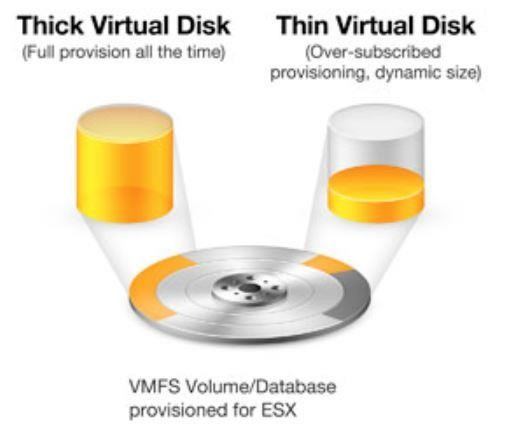 Thick Virtual Disk
(Full provision all the time)
Thin Virtual Disk
(Over-subscribed
provisioning, dynamic size)
VMFS Volume/Database
provisioned for ESX